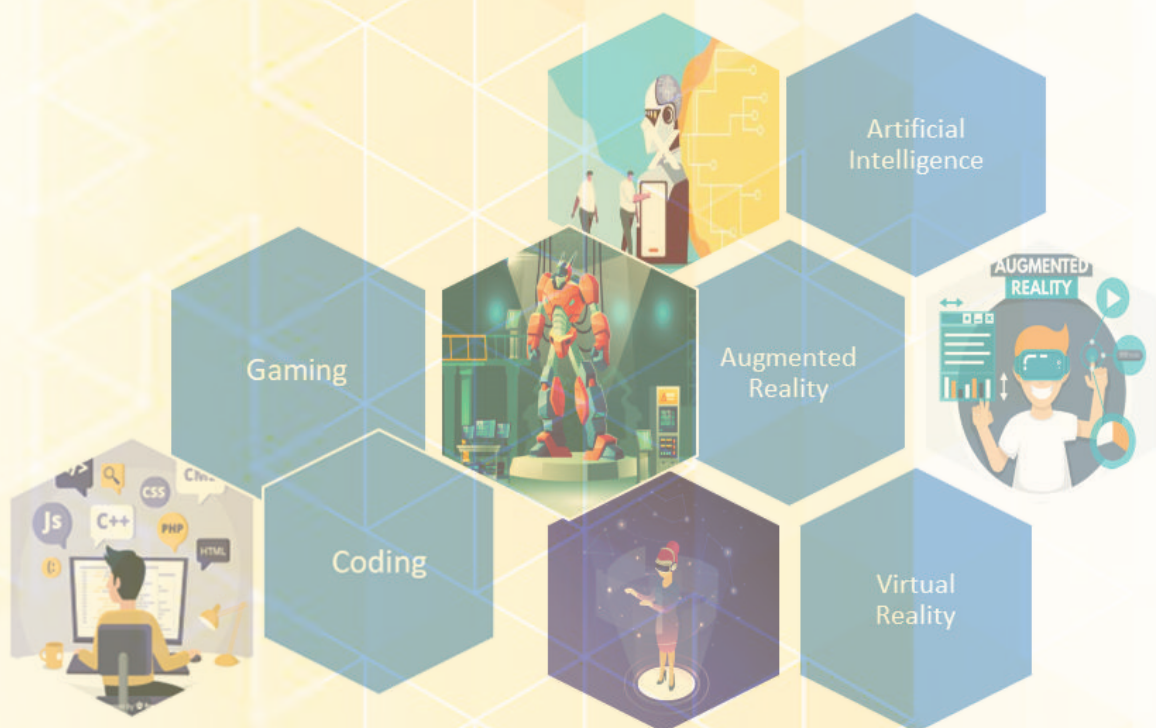 Artificial
Intelligence
AUGMENTED
REALITY
Gaming
Augmented
Reality
</>
CSS
Js
C++
PHP
HTML
C
Coding
Virtual
Reality